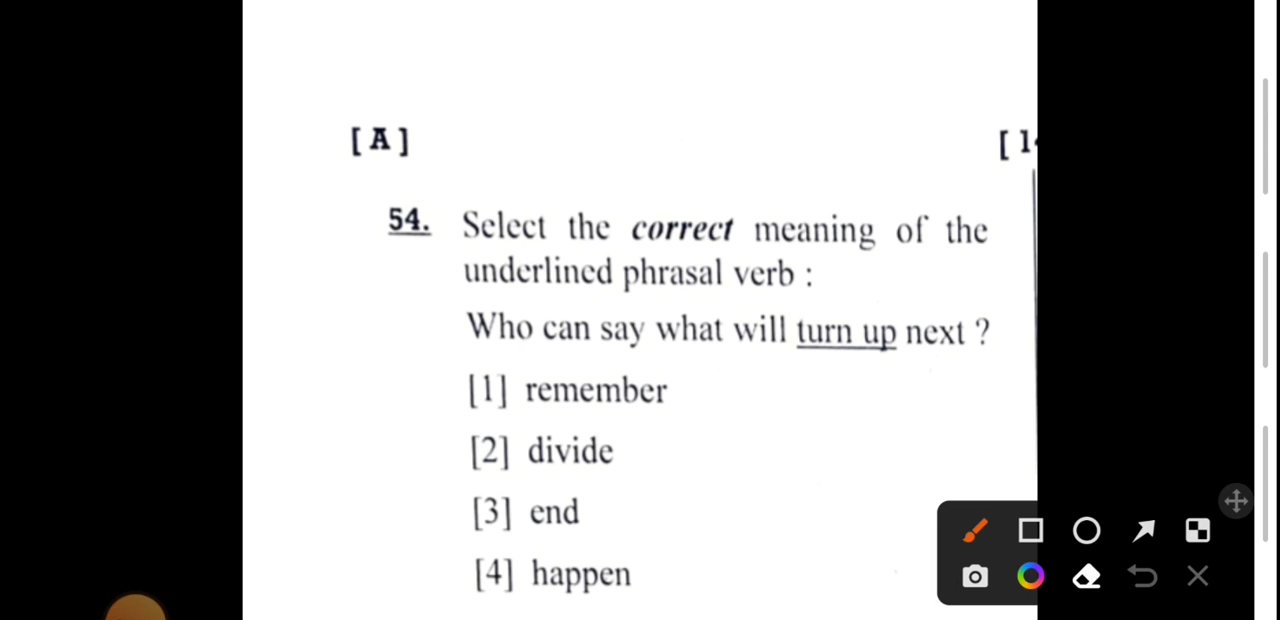 [ A ]
54. Select the correct meaning of the
underlined phrasal verb :
Who can say what will turn up next ?
[1] remember
[2] divide
[3] end
[4] happen